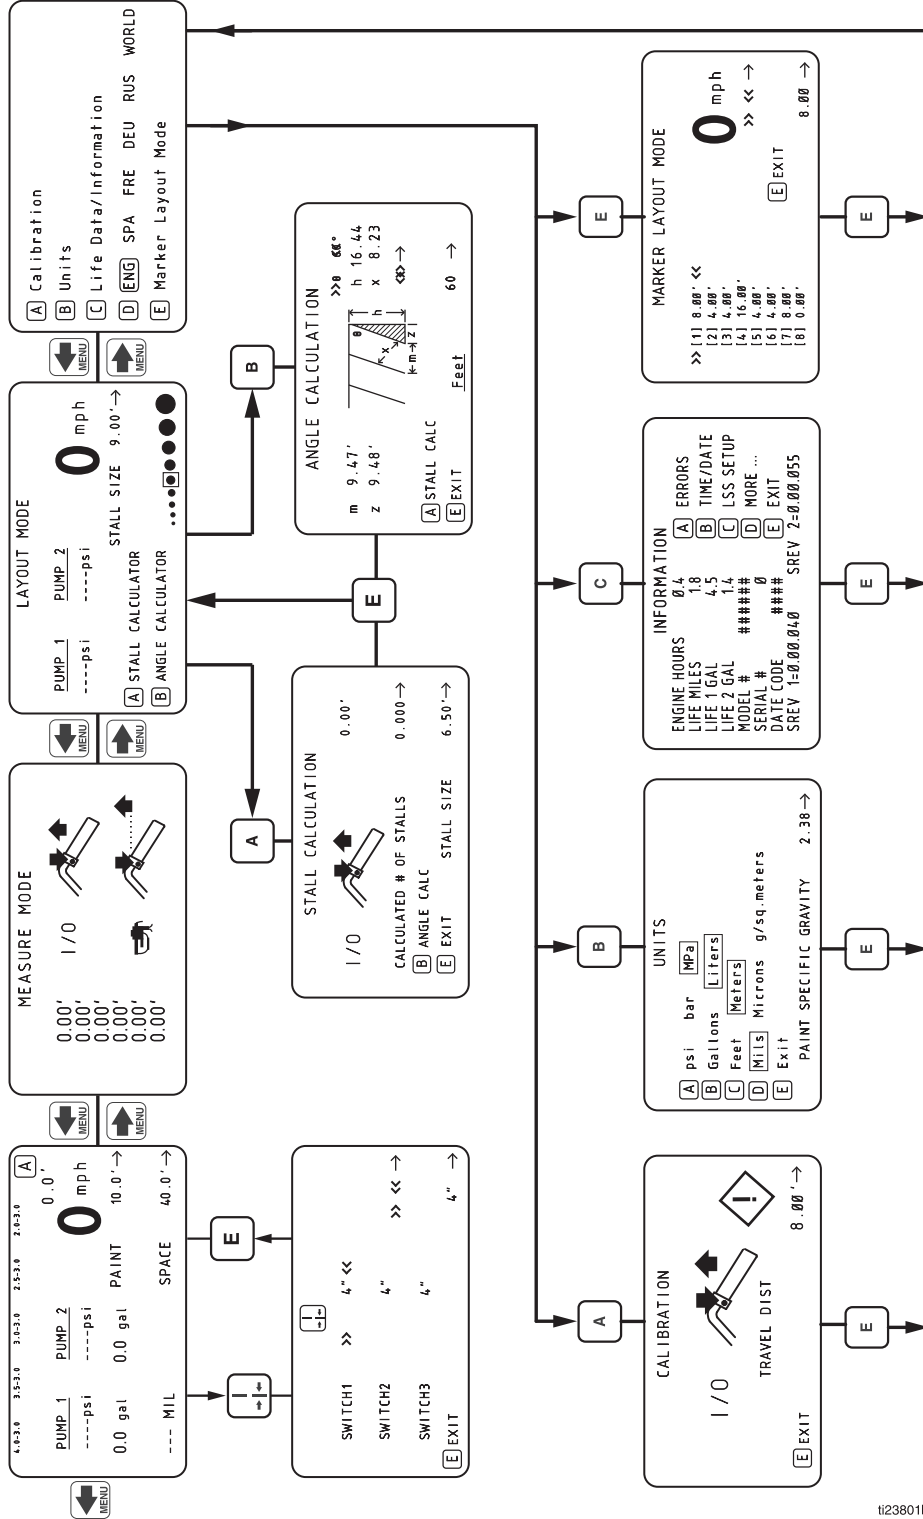 4.0-3.0 3.5-3.0 3.0-3.0 2.5-3.0 2.0-3.0
A
0.0'
PUMP 1 PUMP 2 0 mph
----psi ----psi
0.0 gal 0.0 gal PAINT 10.0'→
--- MIL SPACE 40.0'→
MENU
MENU
MENU
MEASURE MODE
0.00'
0.00'
0.00'
0.00'
0.00'
0.00'
I/O
MENU
MENU
LAYOUT MODE
PUMP 1 PUMP 2 0 mph
----psi ----psi
STALL SIZE 9.00'→
A STALL CALCULATOR
B ANGLE CALCULATOR
MENU
MENU
A Calibration
B Units
C Life Data/Information
D ENG SPA FRE DEU RUS WORLD
E Marker Layout Mode
E
A
E
B
SWITCH1 >> 4" <<
SWITCH2 4" >> << →
SWITCH3 4" 4" →
E EXIT
STALL CALCULATION
I/O 0.00'
CALCULATED # OF STALLS 0.000→
B ANGLE CALC
E EXIT STALL SIZE 6.50'→
ANGLE CALCULATION
m 9.47'
z 9.48'
θ
h
x
m
z
h 16.44
x 8.23
A STALL CALC
E EXIT Feet 60 →
A
B
C
E
CALIBRATION
I/O
!
TRAVEL DIST 8.00'→
E EXIT
UNITS
A psi bar MPa
B Gallons Liters
C Feet Meters
D Mils Microns g/sq.meters
E Exit
PAINT SPECIFIC GRAVITY 2.38→
INFORMATION
ENGINE HOURS 0.4 A ERRORS
LIFE MILES 1.8 B TIME/DATE
LIFE 1 GAL 4.5 C LSS SETUP
LIFE 2 GAL 1.4 D MORE ...
MODEL # ######
SERIAL # 0 E EXIT
DATE CODE ####
SREV 1=0.00.040 SREV 2=0.00.055
MARKER LAYOUT MODE
>> [1] 8.00' << 0 mph
[2] 4.00' >> << →
[3] 4.00'
[4] 16.00'
[5] 4.00'
[6] 4.00' E EXIT
[7] 8.00'
[8] 0.00' 8.00 →
E
E
E
E